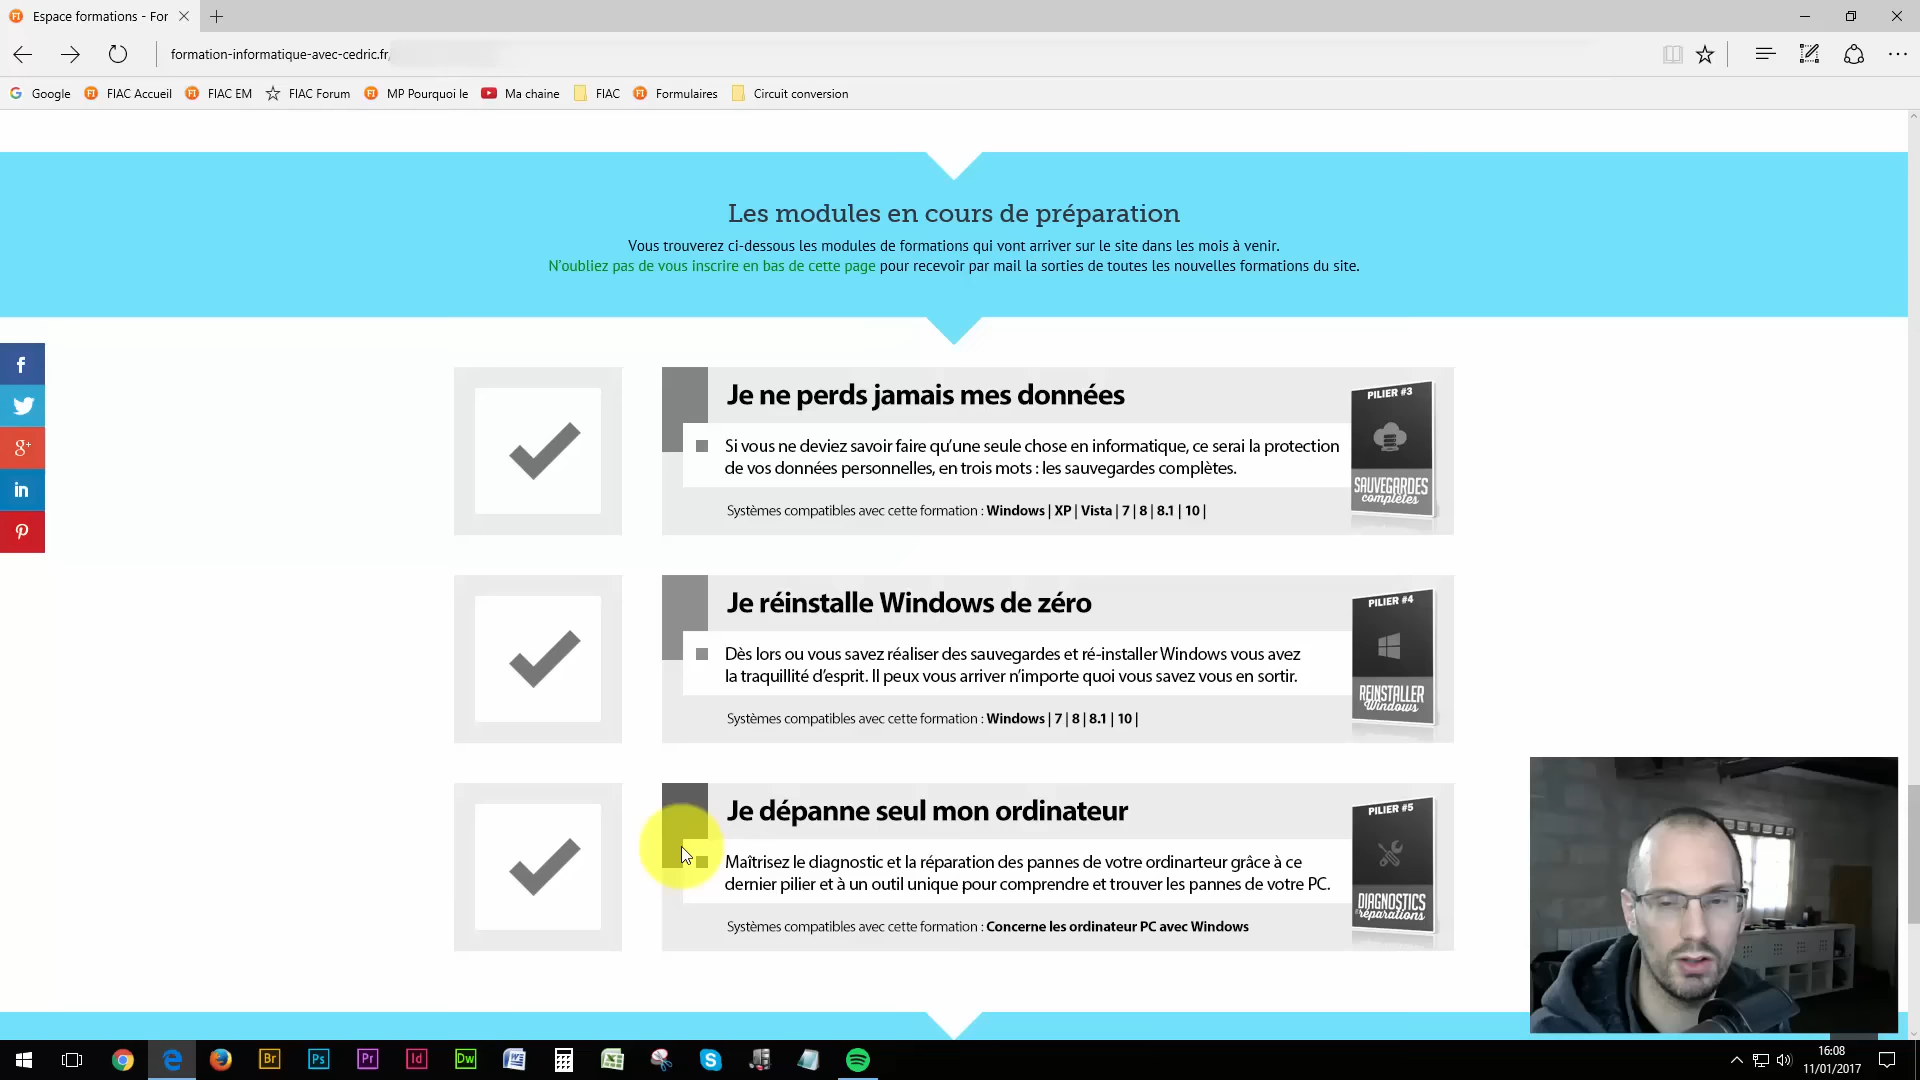 Espace formations - For
formation-informatique-avec-cedric.fr/
Google
FIAC Accueil
FIAC EM
FIAC Forum
MP Pourquoi le
Ma chaine
FIAC
Formulaires
Circuit conversion
Les modules en cours de préparation
Vous trouverez ci-dessous les modules de formations qui vont arriver sur le site dans les mois à venir.
N'oubliez pas de vous inscrire en bas de cette page pour recevoir par mail la sorties de toutes les nouvelles formations du site.
f
g+
in
Je ne perds jamais mes données
Si vous ne deviez savoir faire qu'une seule chose en informatique, ce serai la protection
de vos données personnelles, en trois mots : les sauvegardes complètes.
Systèmes compatibles avec cette formation : Windows | XP | Vista | 7 | 8 | 8.1 | 10 |
PILIER #3
SAUVEGARDES
complètes
Je réinstalle Windows de zéro
Dès lors ou vous savez réaliser des sauvegardes et ré-installer Windows vous avez
la traquillité d'esprit. Il peux vous arriver n'importe quoi vous savez vous en sortir.
Systèmes compatibles avec cette formation : Windows | 7 | 8 | 8.1 | 10 |
PILIER #4
REINSTALLER
Windows
Je dépanne seul mon ordinateur
Maîtrisez le diagnostic et la réparation des pannes de votre ordinarteur grâce à ce
dernier pilier et à un outil unique pour comprendre et trouver les pannes de votre PC.
Systèmes compatibles avec cette formation : Concerne les ordinateur PC avec Windows
PILIER #5
DIAGNOSTICS
&réparations
Br
Ps
Pr
Id
Dw
16:08
11/01/2017